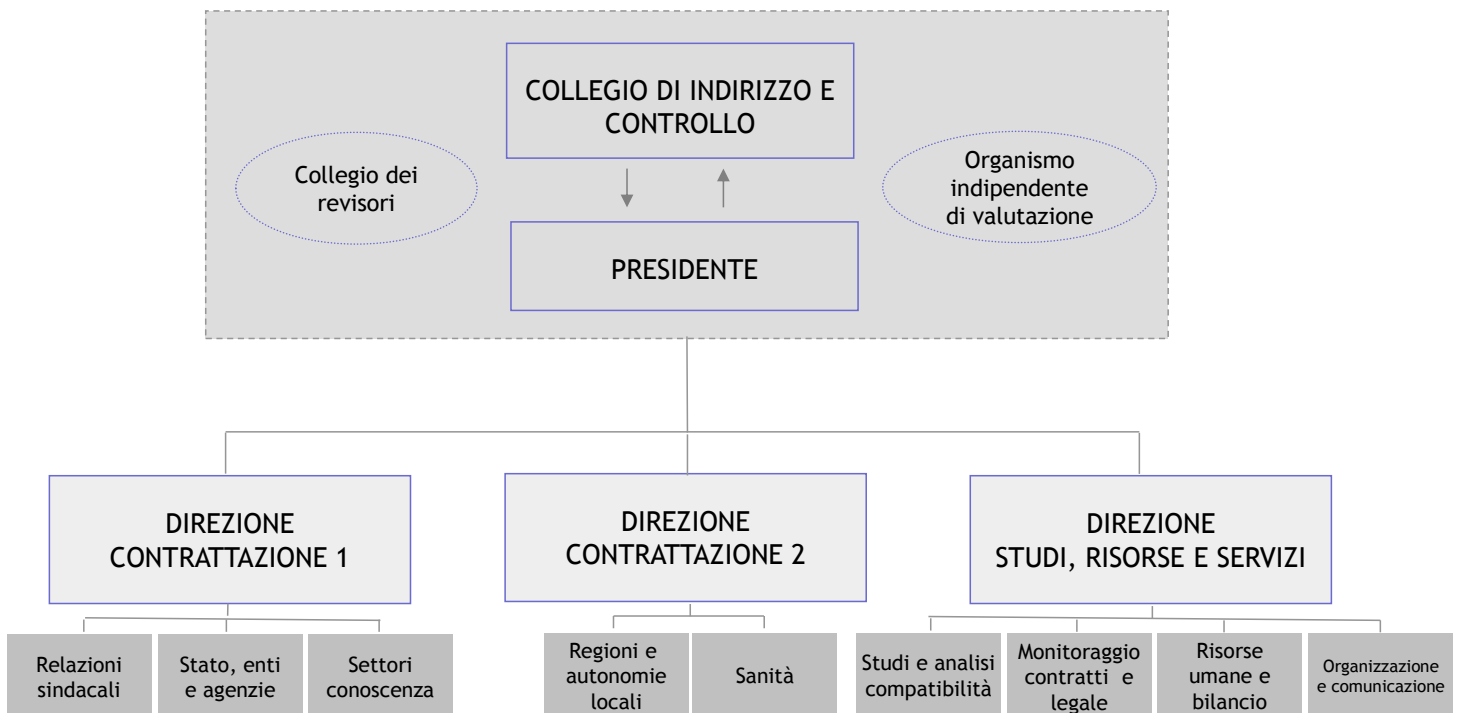 COLLEGIO DI INDIRIZZO E
CONTROLLO
Collegio dei
revisori
Organismo
indipendente
di valutazione
PRESIDENTE
DIREZIONE
CONTRATTAZIONE 1
DIREZIONE
CONTRATTAZIONE 2
DIREZIONE
STUDI, RISORSE E SERVIZI
Relazioni
sindacali
Stato, enti
e agenzie
Settori
conoscenza
Regioni e
autonomie
locali
Sanità
Studi e analisi
compatibilità
Monitoraggio
contratti e
legale
Risorse
umane e
bilancio
Organizzazione
e comunicazione